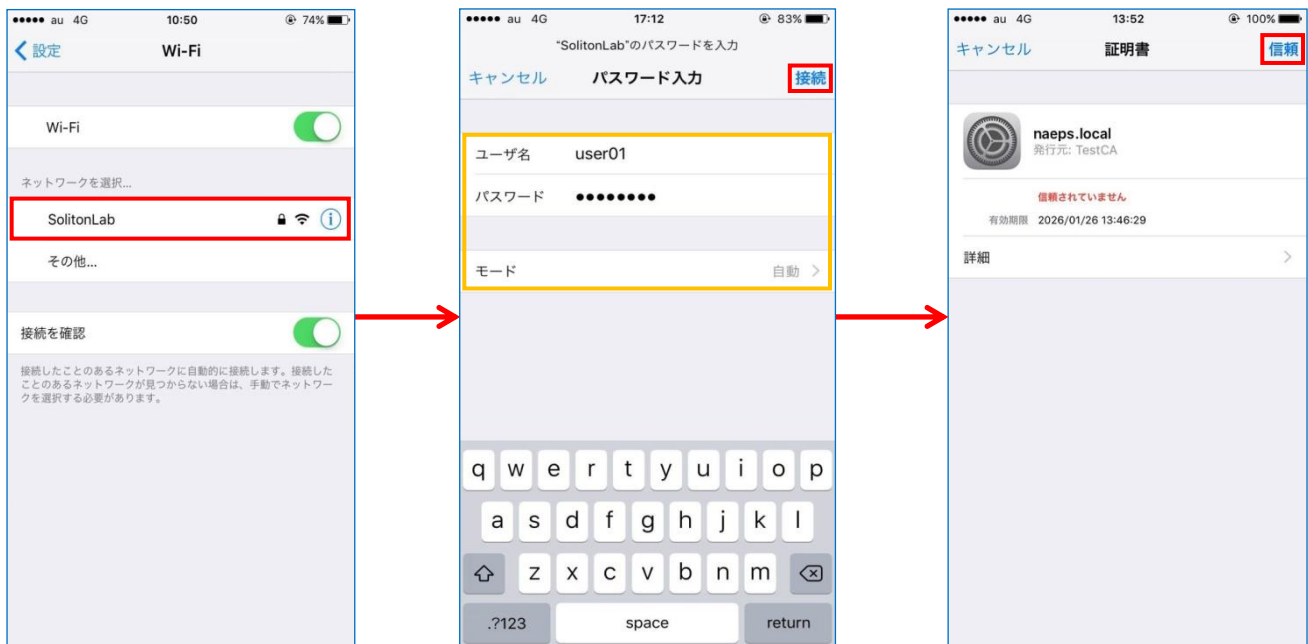 au 4G 10:50 74%
設定 Wi-Fi
Wi-Fi
ネットワークを選択...
SolitonLab
その他...
接続を確認
接続したことのあるネットワークに自動的に接続します。接続した
ことのあるネットワークが見つからない場合は、手動でネットワー
クを選択する必要があります。
au 4G 17:12 83%
"SolitonLab"のパスワードを入力
キャンセル パスワード入力 接続
ユーザ名 user01
パスワード ●●●●●●●●
モード 自動
q w e r t y u i o p
a s d f g h j k l
z x c v b n m
.?123 space return
au 4G 13:52 100%
キャンセル 証明書 信頼
naeps.local
発行元: TestCA
信頼されていません
有効期限 2026/01/26 13:46:29
詳細